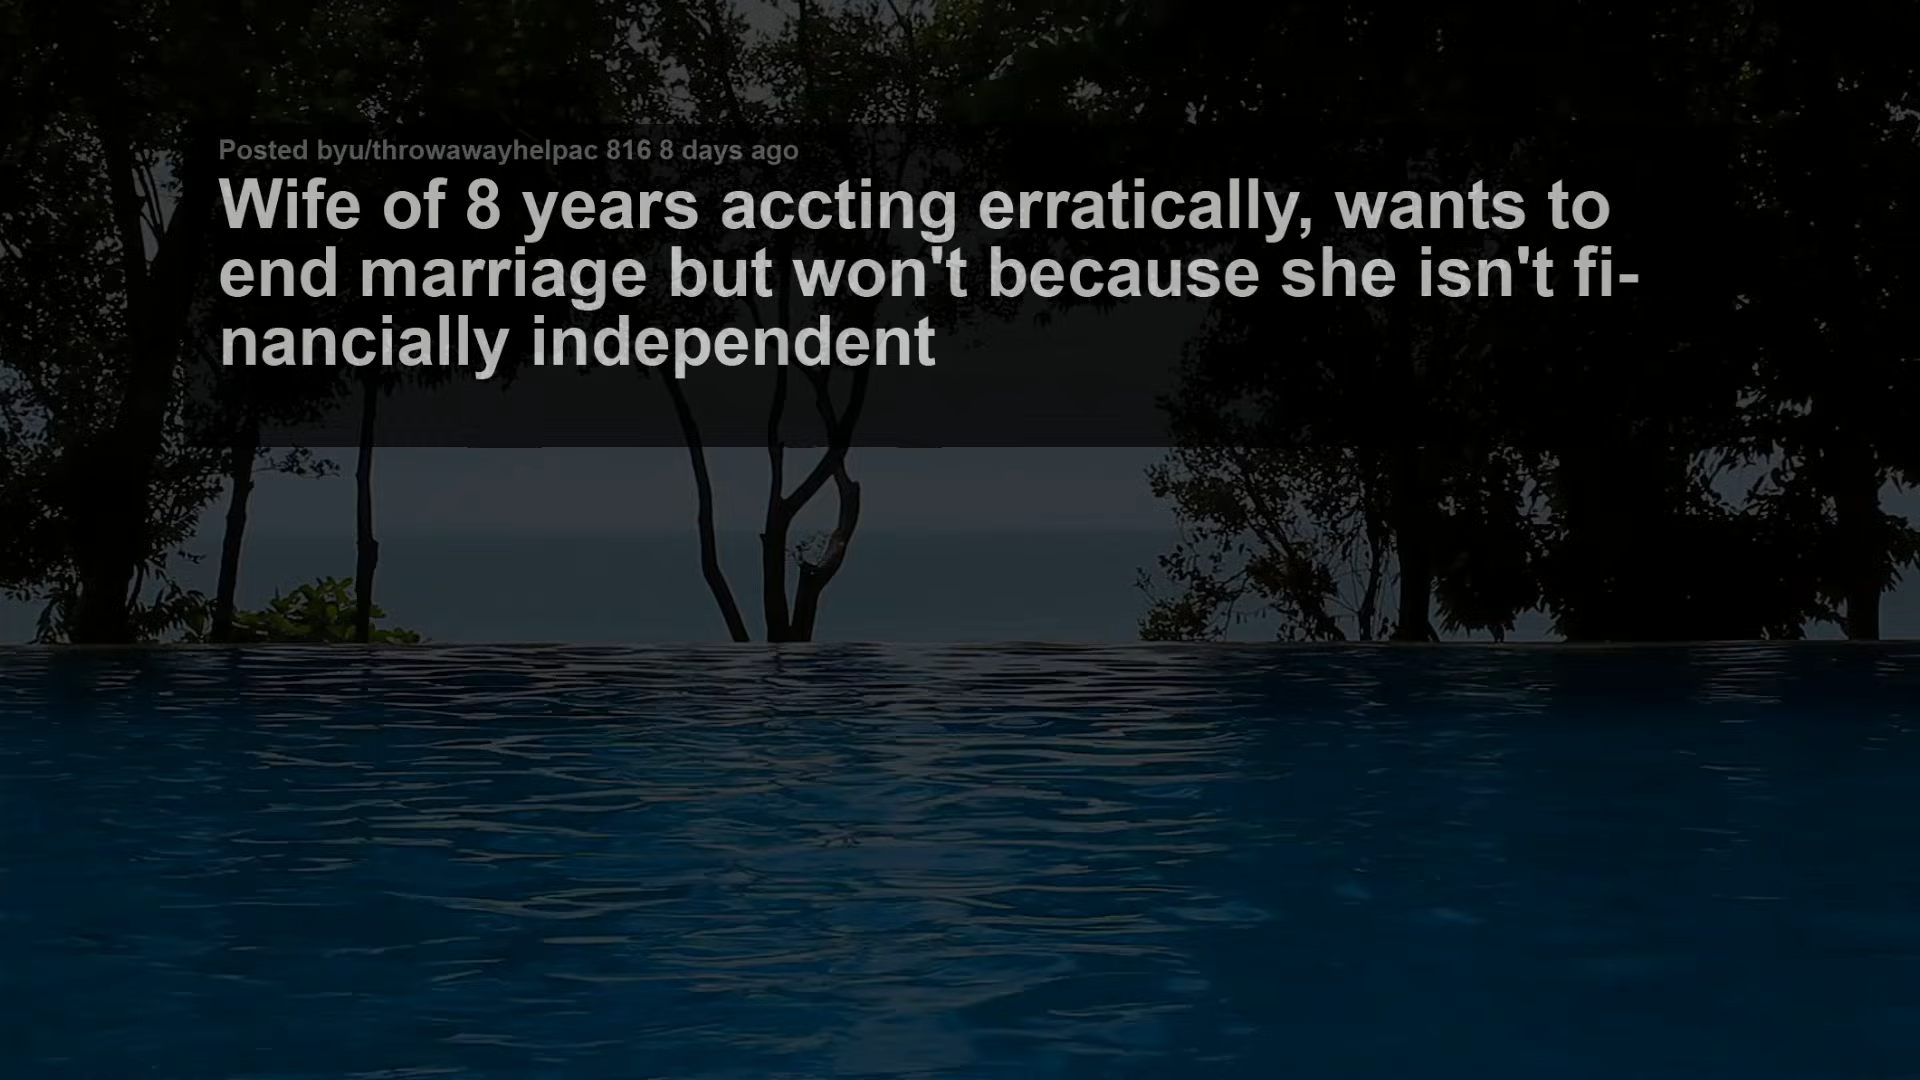 Posted byu/throwawayhelpac 816 8 days ago
Wife of 8 years accting erratically, wants to
end marriage but won't because she isn't fi-
nancially independent